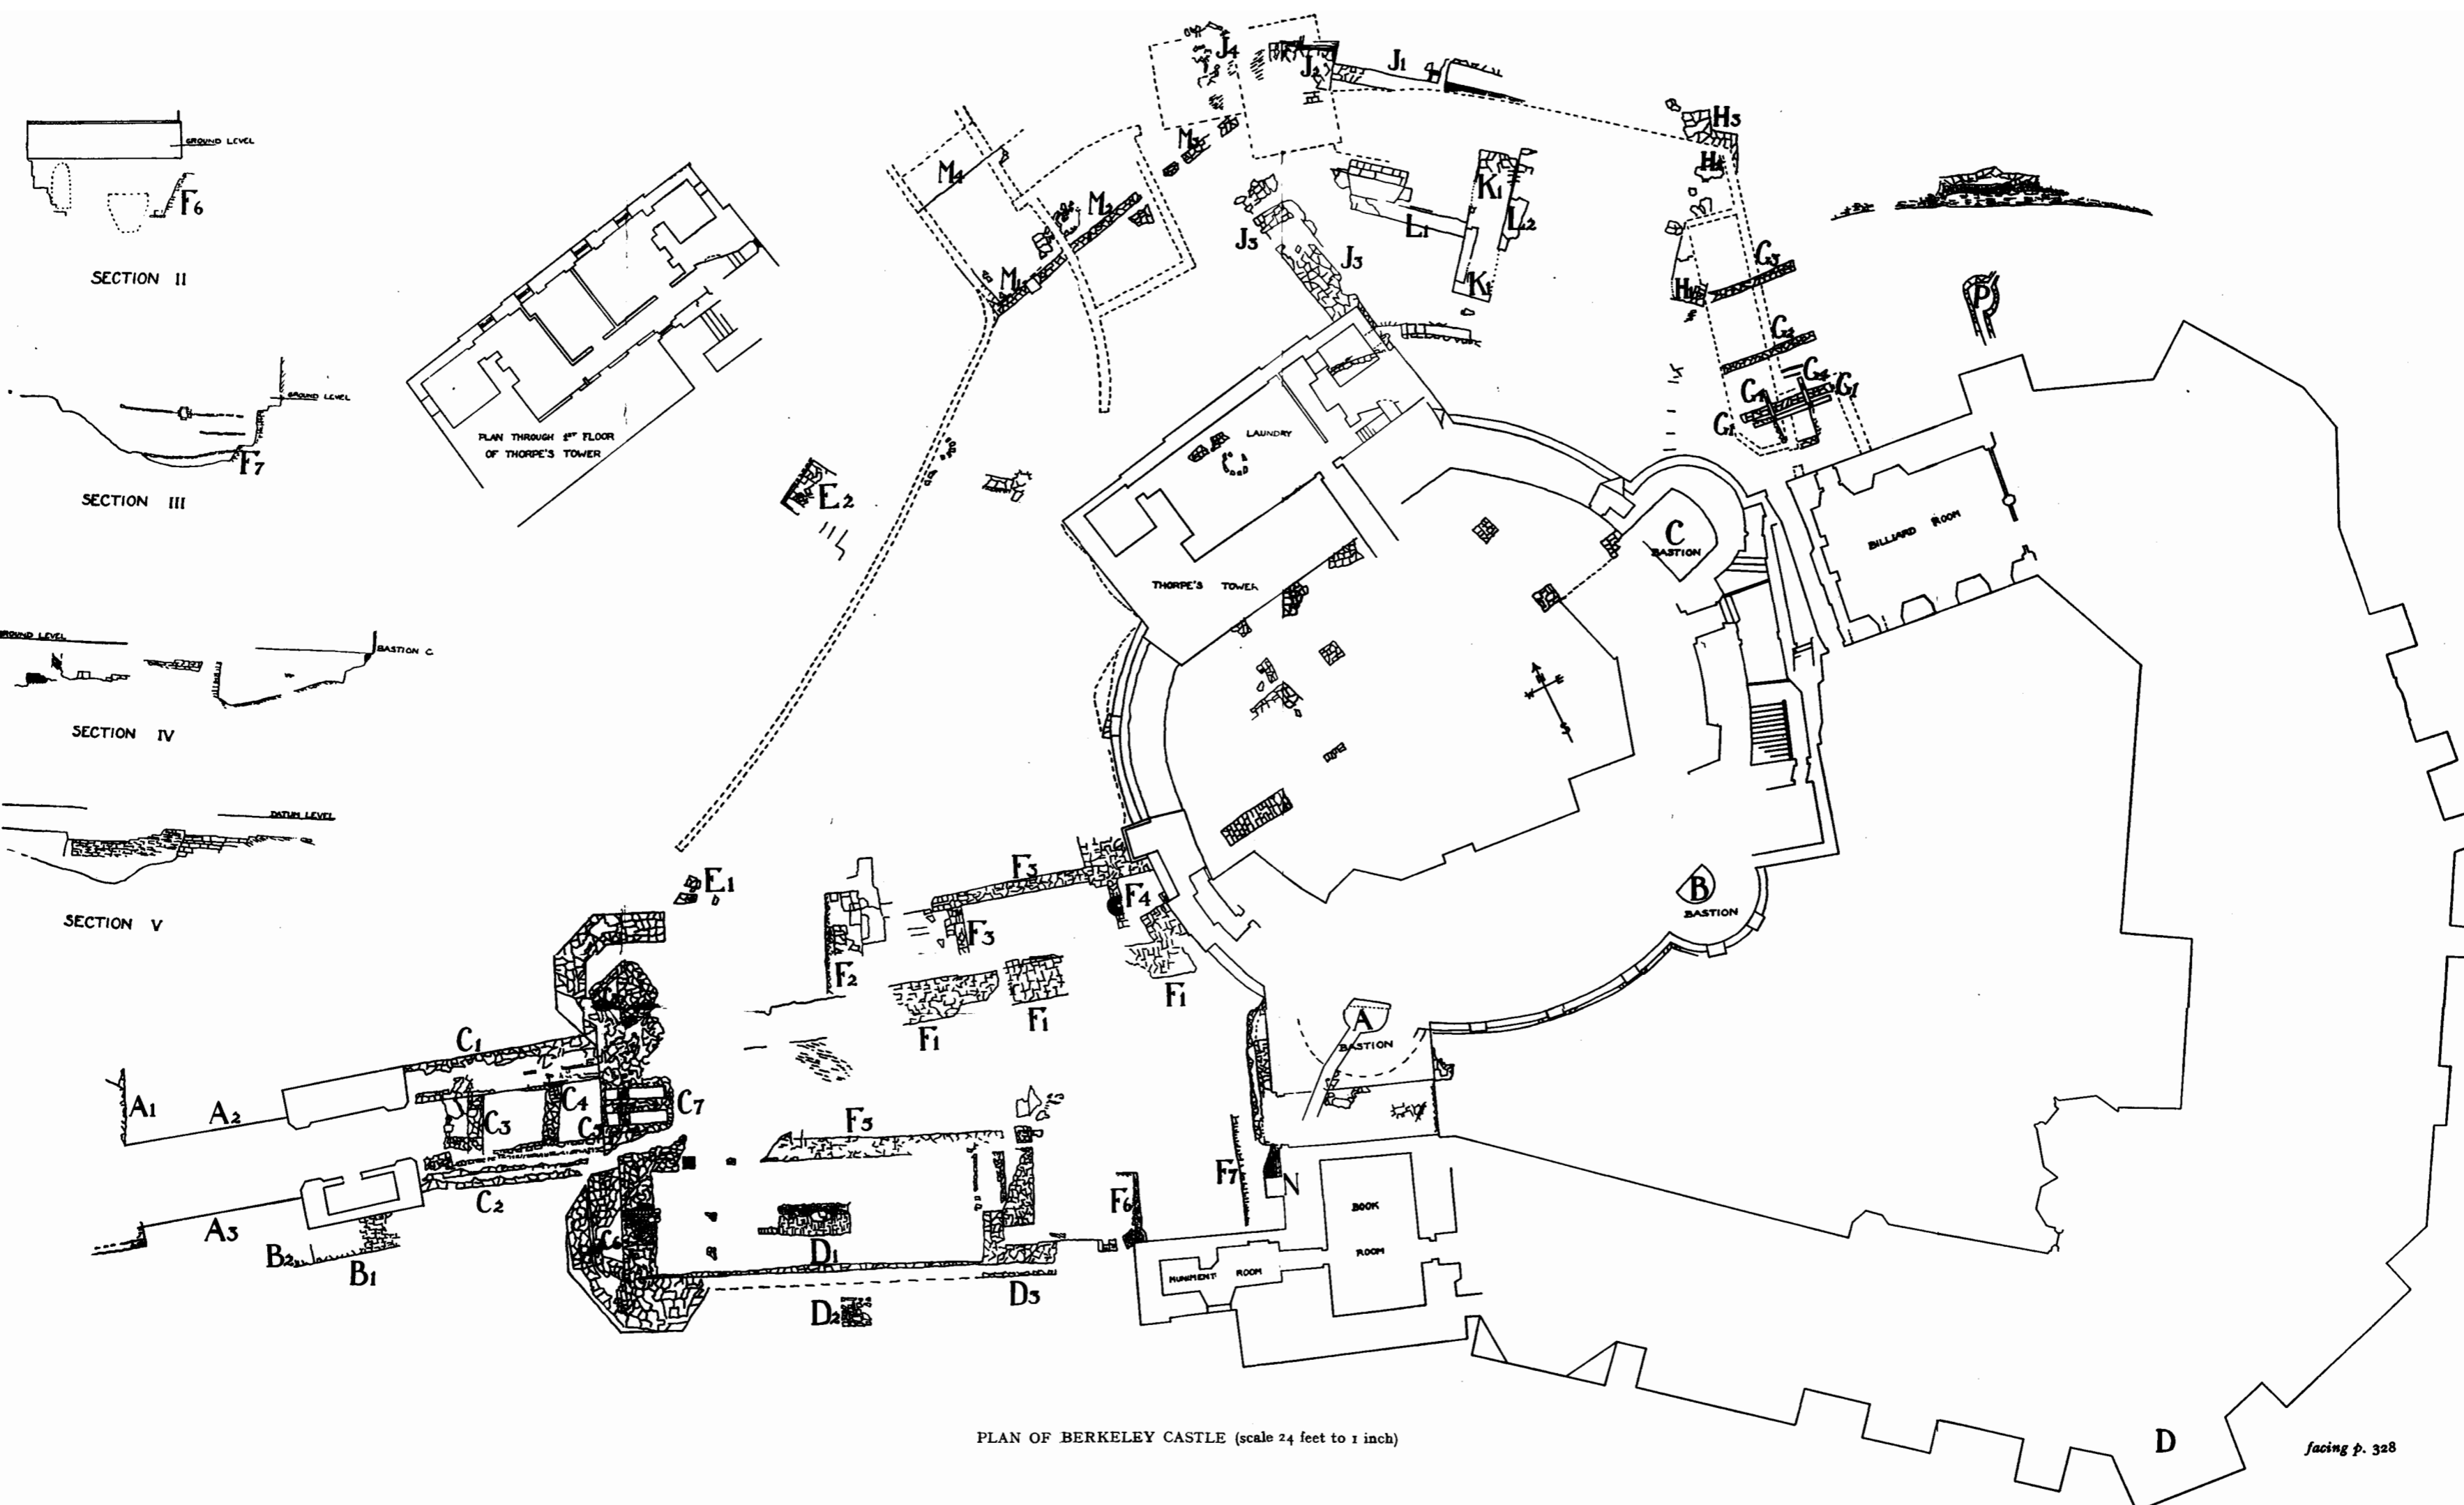 GROUND LEVEL
F6
SECTION II
GROUND LEVEL
F7
SECTION III
GROUND LEVEL
BASTION C
SECTION IV
DATUM LEVEL
SECTION V
PLAN THROUGH 1ST FLOOR
OF THORPE'S TOWER
J4
J2
J1
H3
M3
M4
M2
K1
L2
L1
J3
J3
K1
G3
P
G2
G4
G1
G1
LAUNDRY
E2
C
BASTION
BILLIARD ROOM
THORPE'S TOWER
N
W E
S
E1
F3
F4
F3
F2
F1
F1
F1
B
BASTION
A
BASTION
C1
A1
A2
C3
C4
C7
C5
F5
F7
N
F6
C2
C6
A3
B2
B1
D1
D2
D3
BOOK
ROOM
MUNIMENT ROOM
D
PLAN OF BERKELEY CASTLE (scale 24 feet to 1 inch)
facing p. 328